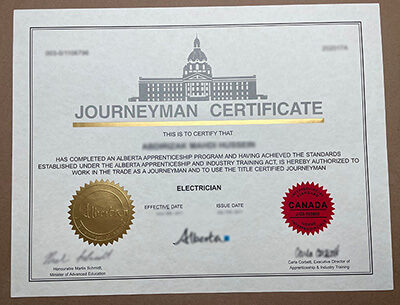 JOURNEYMAN CERTIFICATE
THIS IS TO CERTIFY THAT
HAS COMPLETED AN ALBERTA APPRENTICESHIP PROGRAM AND HAVING ACHIEVED THE STANDARDS
ESTABLISHED UNDER THE ALBERTA APPRENTICESHIP AND INDUSTRY TRAINING ACT, IS HEREBY AUTHORIZED TO
WORK IN THE TRADE AS A JOURNEYMAN AND TO USE THE TITLE CERTIFIED JOURNEYMAN
ELECTRICIAN
EFFECTIVE DATE ISSUE DATE
Alberta
CANADA
Alberta
Honourable Marlin Schmidt,
Minister of Advanced Education
Carla Corbett, Executive Director of
Apprenticeship & Industry Training